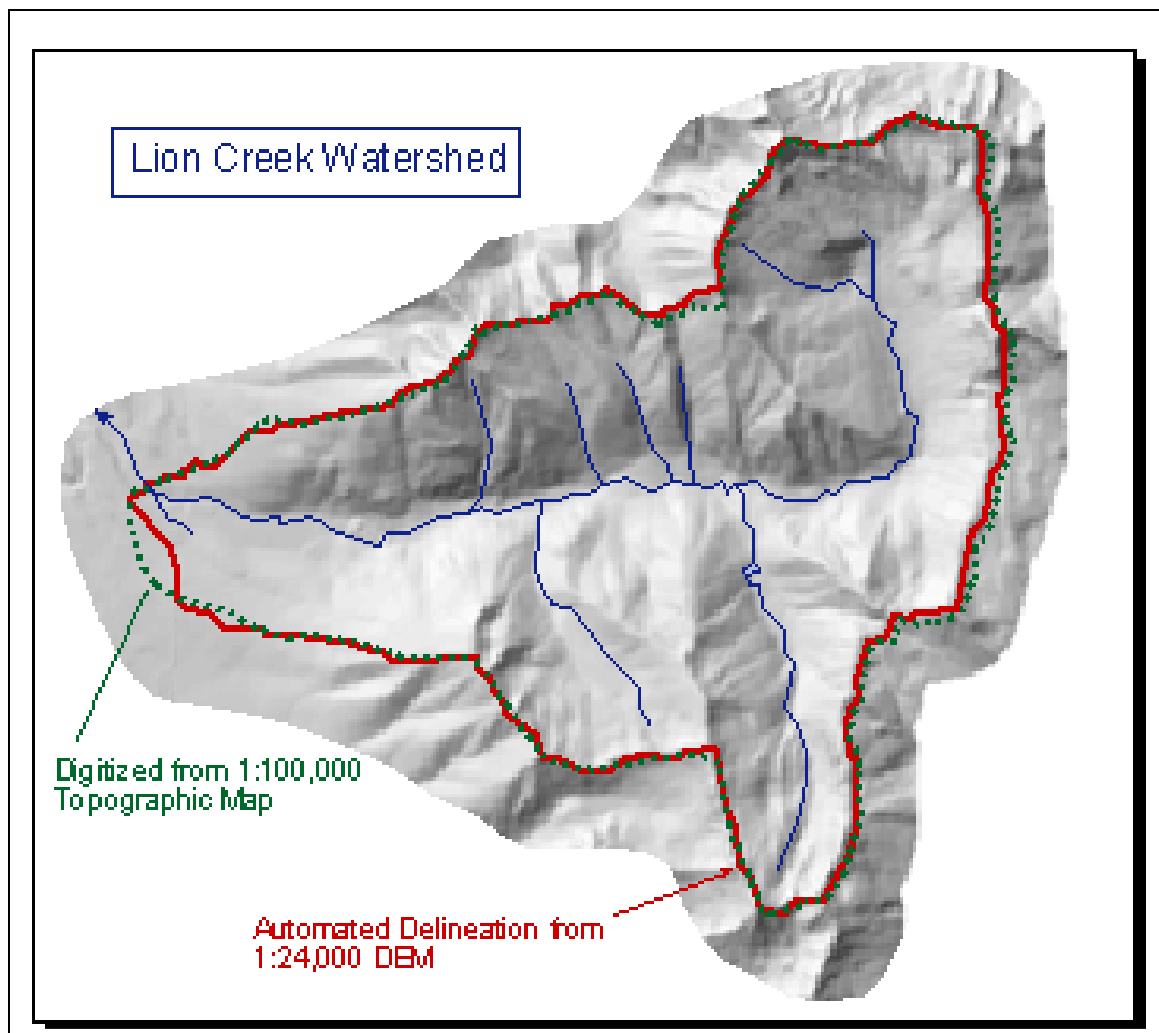 Lion Creek Watershed
Digitized from 1:100,000
Topographic Map
Automated Delineation from
1:24,000 DEM